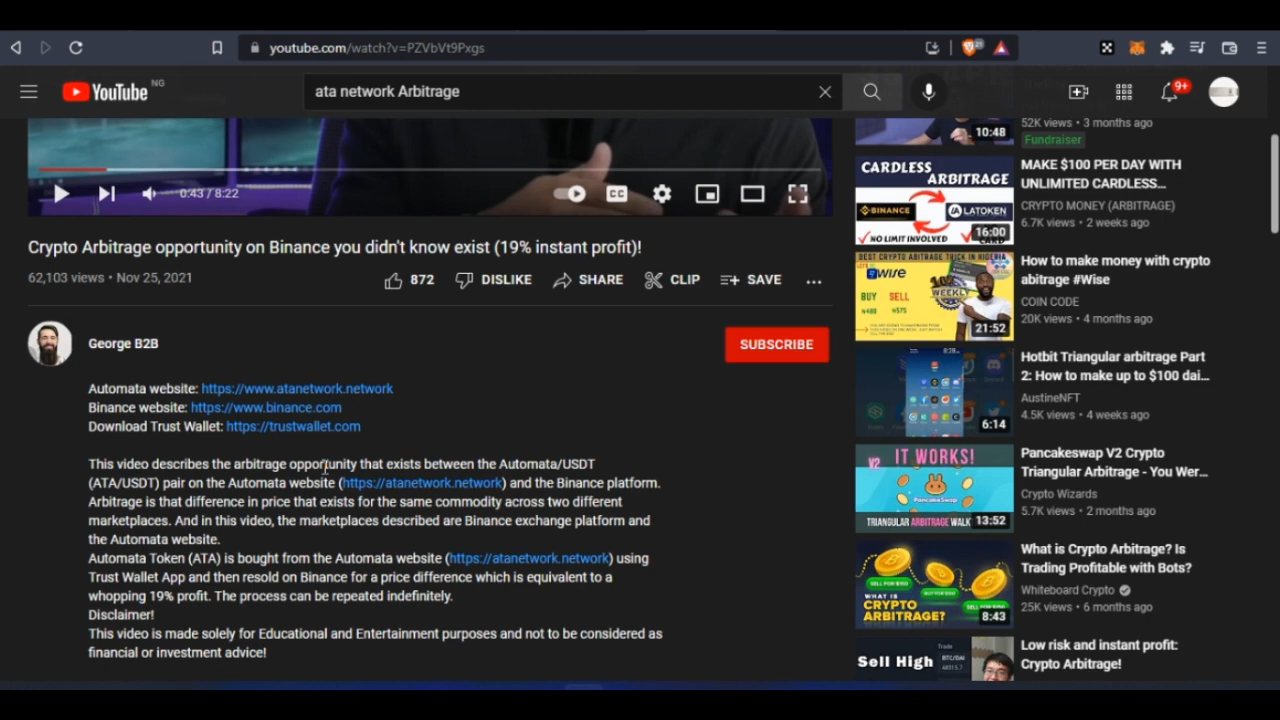 youtube.com/watch?v=PZVbVt9Pxgs
YouTube NG
ata network Arbitrage
9+
0:43 / 8:22
CC
Crypto Arbitrage opportunity on Binance you didn't know exist (19% instant profit)!
62,103 views • Nov 25, 2021
872 DISLIKE SHARE CLIP SAVE
George B2B
SUBSCRIBE
Automata website: https://www.atanetwork.network
Binance website: https://www.binance.com
Download Trust Wallet: https://trustwallet.com
This video describes the arbitrage opportunity that exists between the Automata/USDT
(ATA/USDT) pair on the Automata website (https://atanetwork.network) and the Binance platform.
Arbitrage is that difference in price that exists for the same commodity across two different
marketplaces. And in this video, the marketplaces described are Binance exchange platform and
the Automata website.
Automata Token (ATA) is bought from the Automata website (https://atanetwork.network) using
Trust Wallet App and then resold on Binance for a price difference which is equivalent to a
whopping 19% profit. The process can be repeated indefinitely.
Disclaimer!
This video is made solely for Educational and Entertainment purposes and not to be considered as
financial or investment advice!
10:48
52K views • 3 months ago
Fundraiser
CARDLESS
ARBITRAGE
BINANCE
LATOKEN
NO LIMIT INVOLVED
16:00
MAKE $100 PER DAY WITH
UNLIMITED CARDLESS...
CRYPTO MONEY (ARBITRAGE)
6.7K views • 2 weeks ago
BEST CRYPTO ABITRAGE TRICK IN NIGERIA
WISE
BUY SELL
WEEKLY
21:52
How to make money with crypto
abitrage #Wise
COIN CODE
20K views • 4 months ago
6:14
Hotbit Triangular arbitrage Part
2: How to make up to $100 dai...
AustineNFT
4.5K views • 4 weeks ago
V2 IT WORKS!
PancakeSwap
TRIANGULAR ARBITRAGE WALK
13:52
Pancakeswap V2 Crypto
Triangular Arbitrage - You Wer...
Crypto Wizards
5.7K views • 2 months ago
WHAT IS
CRYPTO
ARBITRAGE?
8:43
What is Crypto Arbitrage? Is
Trading Profitable with Bots?
Whiteboard Crypto
25K views • 6 months ago
Sell High
Trade
BTC/DAI
Low risk and instant profit:
Crypto Arbitrage!